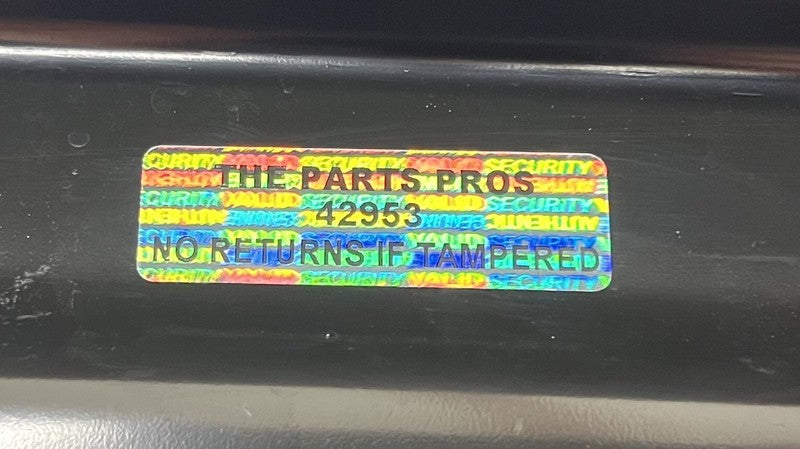 THE PARTS PROS
42953
NO RETURNS IF TAMPERED